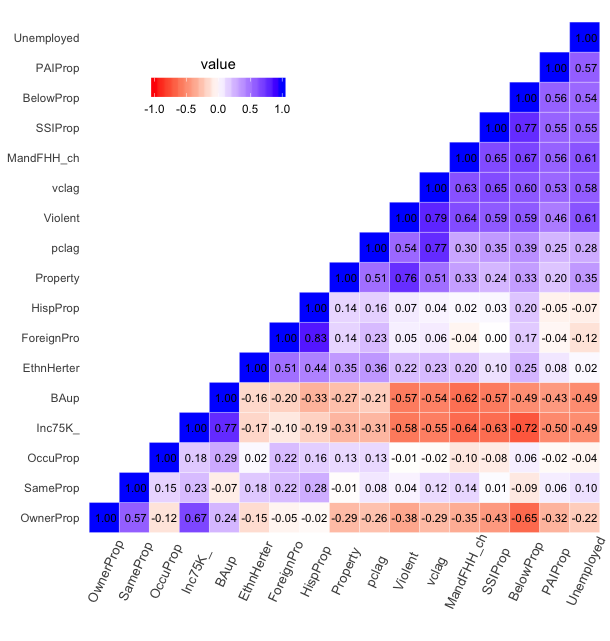 Unemployed 1.00
value
PAIProp 1.00 0.57
-1.0 -0.5 0.0 0.5 1.0
BelowProp 1.00 0.56 0.54
SSIProp 1.00 0.77 0.55 0.55
MandFHH_ch 1.00 0.65 0.67 0.56 0.61
vclag 1.00 0.63 0.65 0.60 0.53 0.58
Violent 1.00 0.79 0.64 0.59 0.59 0.46 0.61
pclag 1.00 0.54 0.77 0.30 0.35 0.39 0.25 0.28
Property 1.00 0.51 0.76 0.51 0.33 0.24 0.33 0.20 0.35
HispProp 1.00 0.14 0.16 0.07 0.04 0.02 0.03 0.20 -0.05 -0.07
ForeignPro 1.00 0.83 0.14 0.23 0.05 0.06 -0.04 0.00 0.17 -0.04 -0.12
EthnHerter 1.00 0.51 0.44 0.35 0.36 0.22 0.23 0.20 0.10 0.25 0.08 0.02
BAup 1.00 -0.16 -0.20 -0.33 -0.27 -0.21 -0.57 -0.54 -0.62 -0.57 -0.49 -0.43 -0.49
Inc75K_ 1.00 0.77 -0.17 -0.10 -0.19 -0.31 -0.31 -0.58 -0.55 -0.64 -0.63 -0.72 -0.50 -0.49
OccuProp 1.00 0.18 0.29 0.02 0.22 0.16 0.13 0.13 -0.01 -0.02 -0.10 -0.08 0.06 -0.02 -0.04
SameProp 1.00 0.15 0.23 -0.07 0.18 0.22 0.28 -0.01 0.08 0.04 0.12 0.14 0.01 -0.09 0.06 0.10
OwnerProp 1.00 0.57 -0.12 0.67 0.24 -0.15 -0.05 -0.02 -0.29 -0.26 -0.38 -0.29 -0.35 -0.43 -0.65 -0.32 -0.22
OwnerProp SameProp OccuProp Inc75K_ BAup EthnHerter ForeignPro HispProp Property pclag Violent vclag MandFHH_ch SSIProp BelowProp PAIProp Unemployed